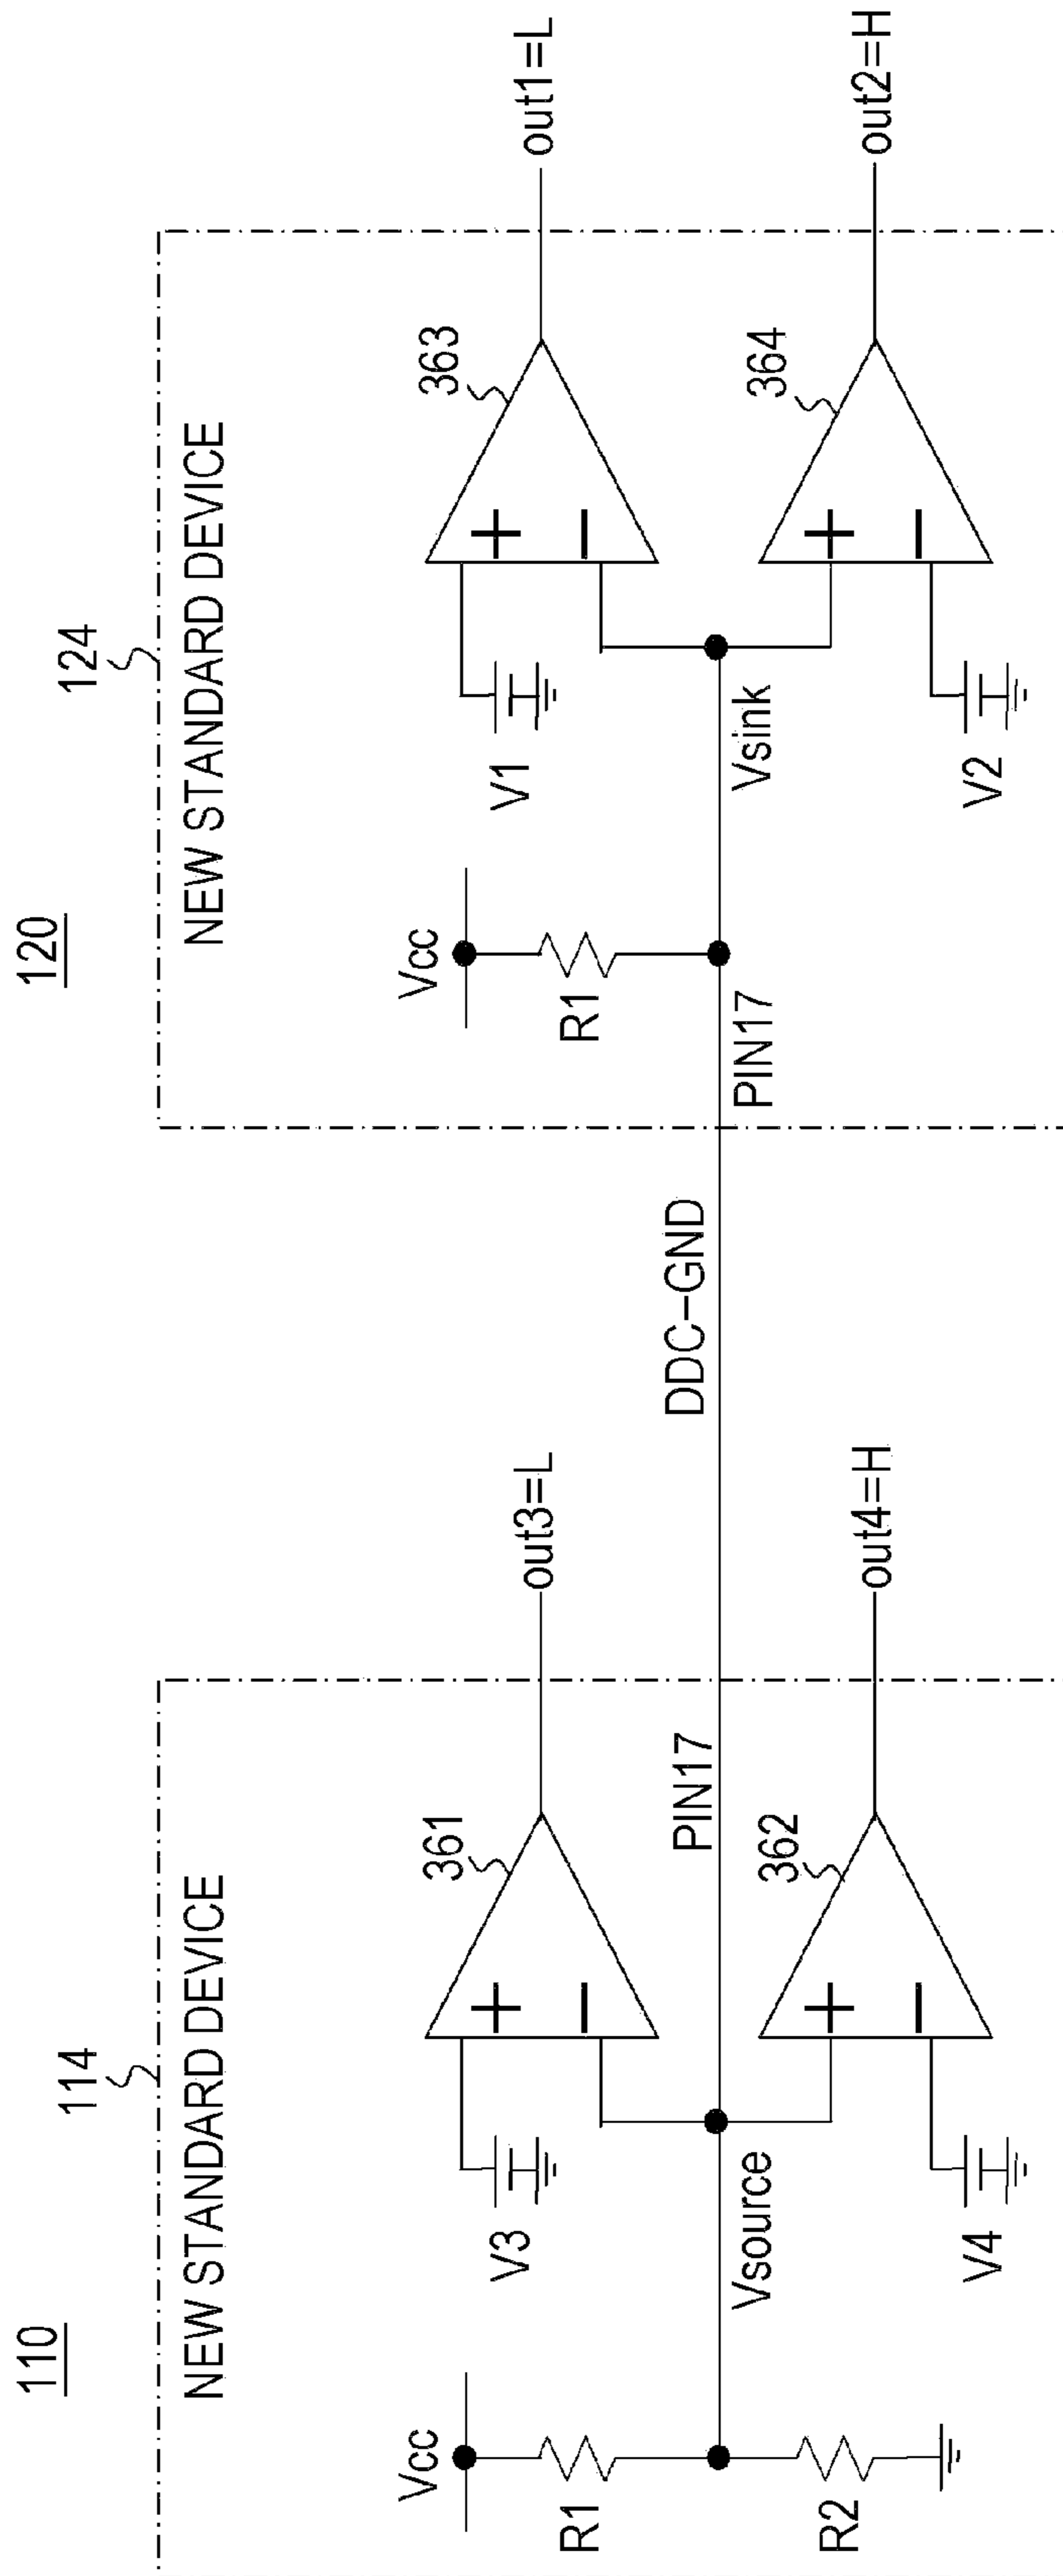 110
120
114
124
NEW STANDARD DEVICE
NEW STANDARD DEVICE
Vcc
R1
R2
V3
361
out3=L
Vsource
PIN17
V4
362
out4=H
DDC-GND
PIN17
Vcc
R1
V1
363
out1=L
Vsink
V2
364
out2=H
+
−
+
−
+
−
+
−